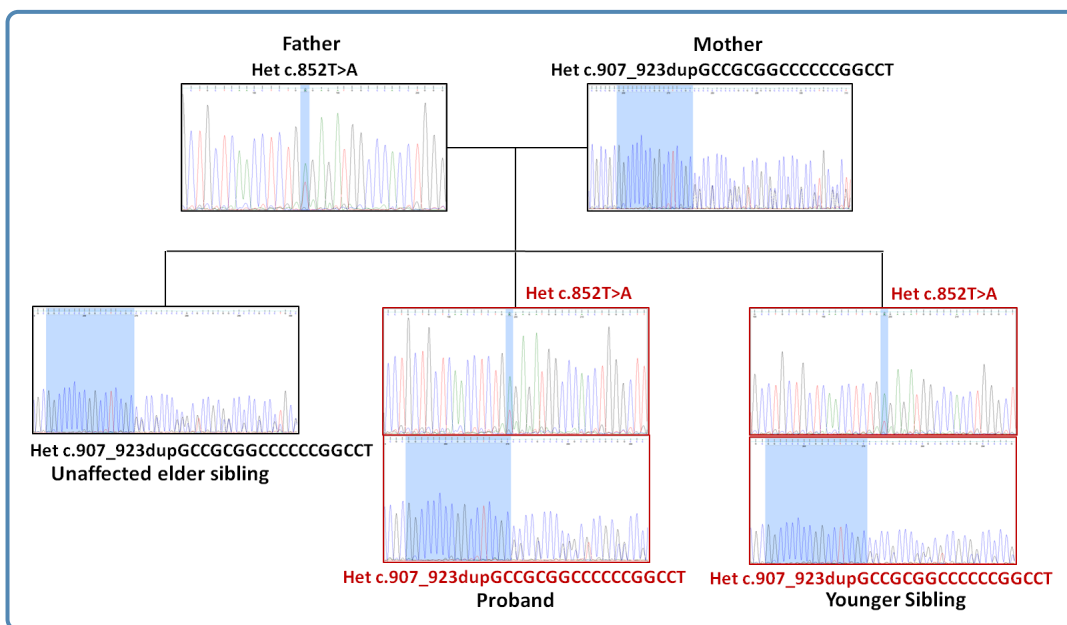 Father
Het c.852T>A
Mother
Het c.907_923dupGCCGCGGCCCCCCGGCCT
Het c.907_923dupGCCGCGGCCCCCCGGCCT
Unaffected elder sibling
Het c.852T>A
Het c.907_923dupGCCGCGGCCCCCCGGCCT
Proband
Het c.852T>A
Het c.907_923dupGCCGCGGCCCCCCGGCCT
Younger Sibling